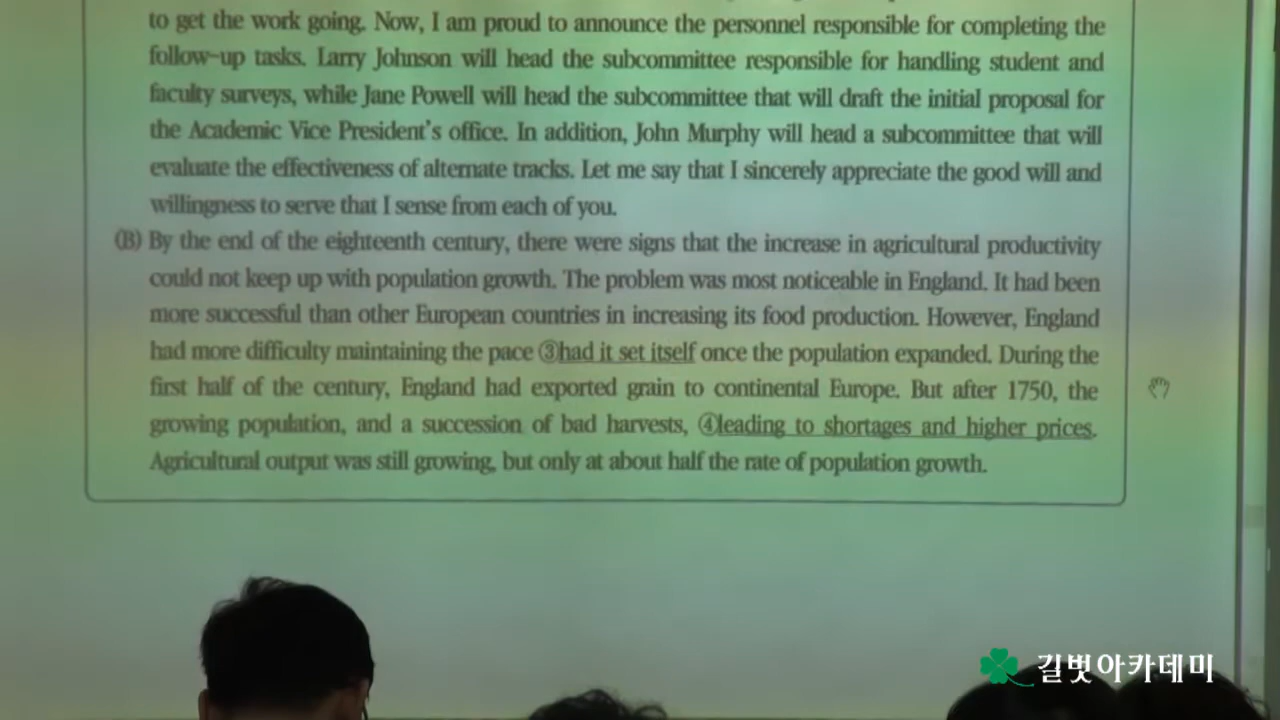 to get the work going. Now, I am proud to announce the personnel responsible for completing the
follow-up tasks. Larry Johnson will head the subcommittee responsible for handling student and
faculty surveys, while Jane Powell will head the subcommittee that will draft the initial proposal for
the Academic Vice President's office. In addition, John Murphy will head a subcommittee that will
evaluate the effectiveness of alternate tracks. Let me say that I sincerely appreciate the good will and
willingness to serve that I sense from each of you.
(B) By the end of the eighteenth century, there were signs that the increase in agricultural productivity
could not keep up with population growth. The problem was most noticeable in England. It had been
more successful than other European countries in increasing its food production. However, England
had more difficulty maintaining the pace ③had it set itself once the population expanded. During the
first half of the century, England had exported grain to continental Europe. But after 1750, the
growing population, and a succession of bad harvests, ④leading to shortages and higher prices.
Agricultural output was still growing, but only at about half the rate of population growth.
길벗아카데미